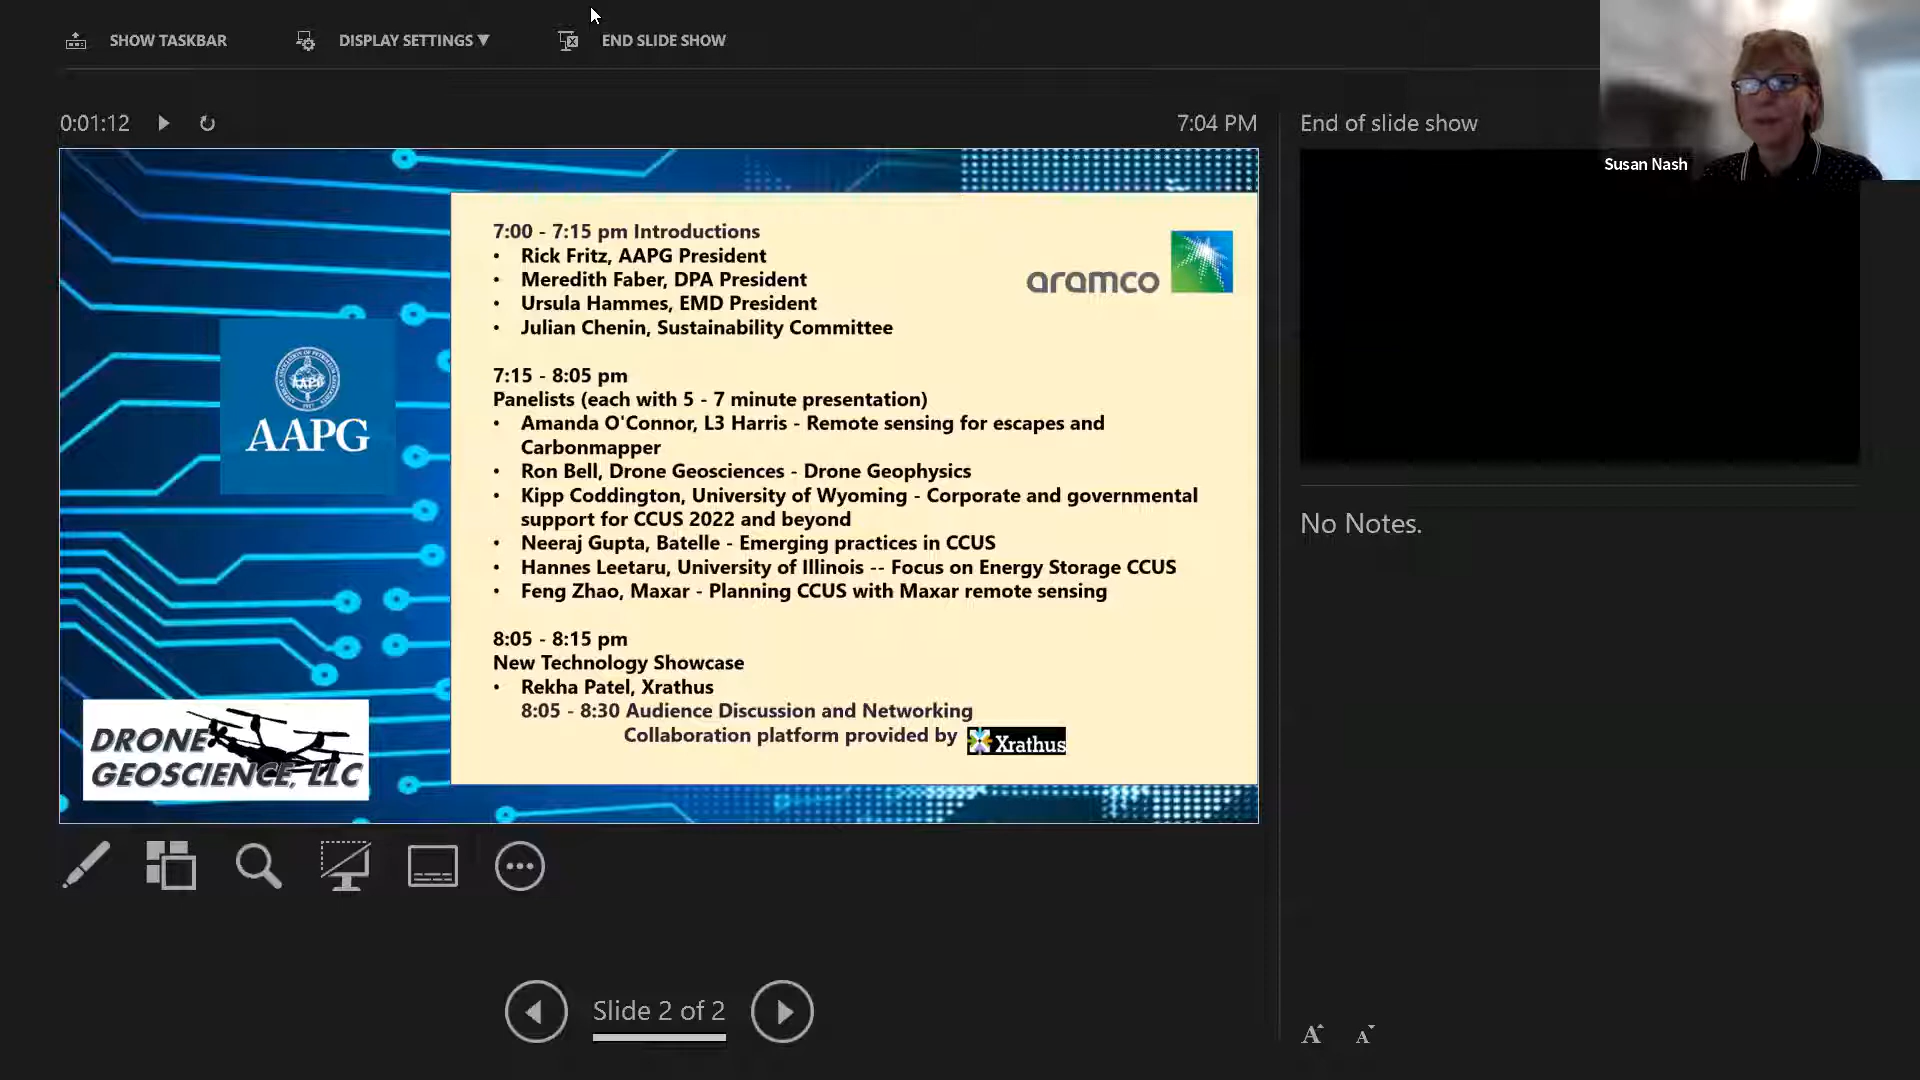 SHOW TASKBAR
DISPLAY SETTINGS ▼
END SLIDE SHOW
0:01:12
7:04 PM
End of slide show
Susan Nash
7:00 - 7:15 pm Introductions
• Rick Fritz, AAPG President
• Meredith Faber, DPA President
• Ursula Hammes, EMD President
• Julian Chenin, Sustainability Committee
aramco
7:15 - 8:05 pm
Panelists (each with 5 - 7 minute presentation)
• Amanda O'Connor, L3 Harris - Remote sensing for escapes and
Carbonmapper
• Ron Bell, Drone Geosciences - Drone Geophysics
• Kipp Coddington, University of Wyoming - Corporate and governmental
support for CCUS 2022 and beyond
• Neeraj Gupta, Batelle - Emerging practices in CCUS
• Hannes Leetaru, University of Illinois -- Focus on Energy Storage CCUS
• Feng Zhao, Maxar - Planning CCUS with Maxar remote sensing
8:05 - 8:15 pm
New Technology Showcase
• Rekha Patel, Xrathus
8:05 - 8:30 Audience Discussion and Networking
Collaboration platform provided by
Xrathus
AAPG
AAPG
DRONE
GEOSCIENCE, LLC
No Notes.
Slide 2 of 2
A A